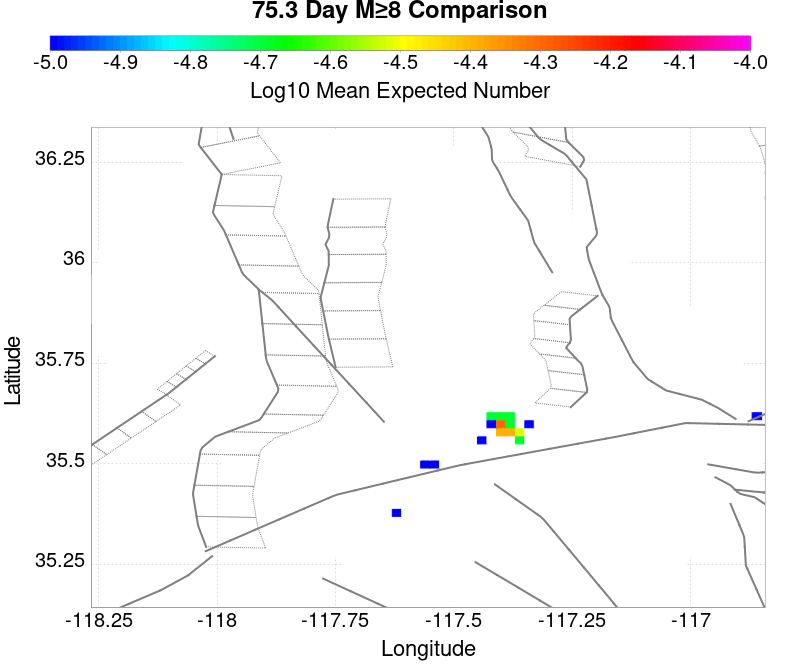 75.3 Day M≥8 Comparison
-5.0 -4.9 -4.8 -4.7 -4.6 -4.5 -4.4 -4.3 -4.2 -4.1 -4.0
Log10 Mean Expected Number
36.25
36
35.75
35.5
35.25
Latitude
-118.25 -118 -117.75 -117.5 -117.25 -117
Longitude